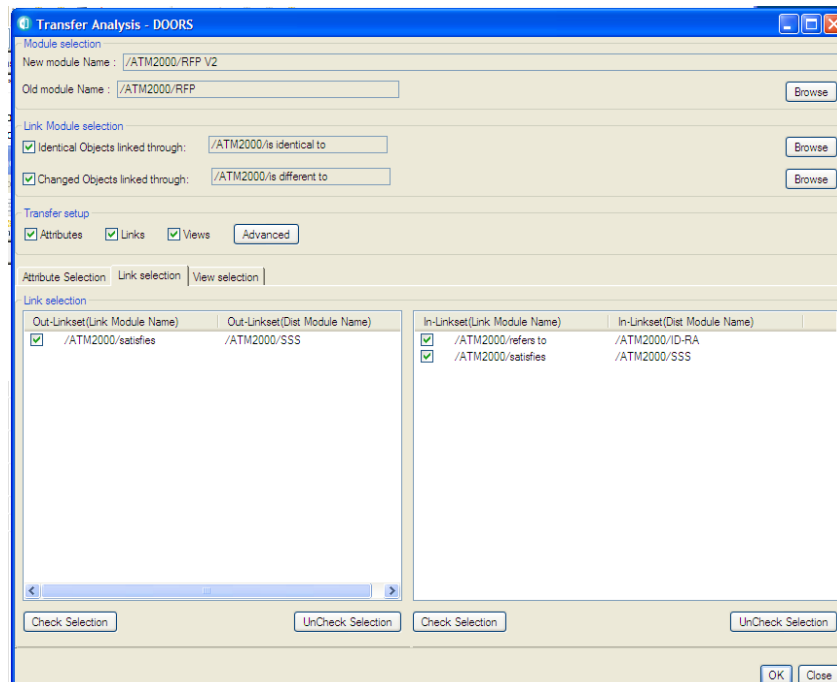 Transfer Analysis - DOORS
Module selection
New module Name : /ATM2000/RFP V2
Old module Name : /ATM2000/RFP Browse
Link Module selection
Identical Objects linked through: /ATM2000/is identical to Browse
Changed Objects linked through: /ATM2000/is different to Browse
Transfer setup
Attributes Links Views Advanced
Attribute Selection Link selection View selection
Link selection
Out-Linkset(Link Module Name) Out-Linkset(Dist Module Name) In-Linkset(Link Module Name) In-Linkset(Dist Module Name)
/ATM2000/satisfies /ATM2000/SSS /ATM2000/refers to /ATM2000/ID-RA
/ATM2000/satisfies /ATM2000/SSS
Check Selection UnCheck Selection Check Selection UnCheck Selection
OK Close